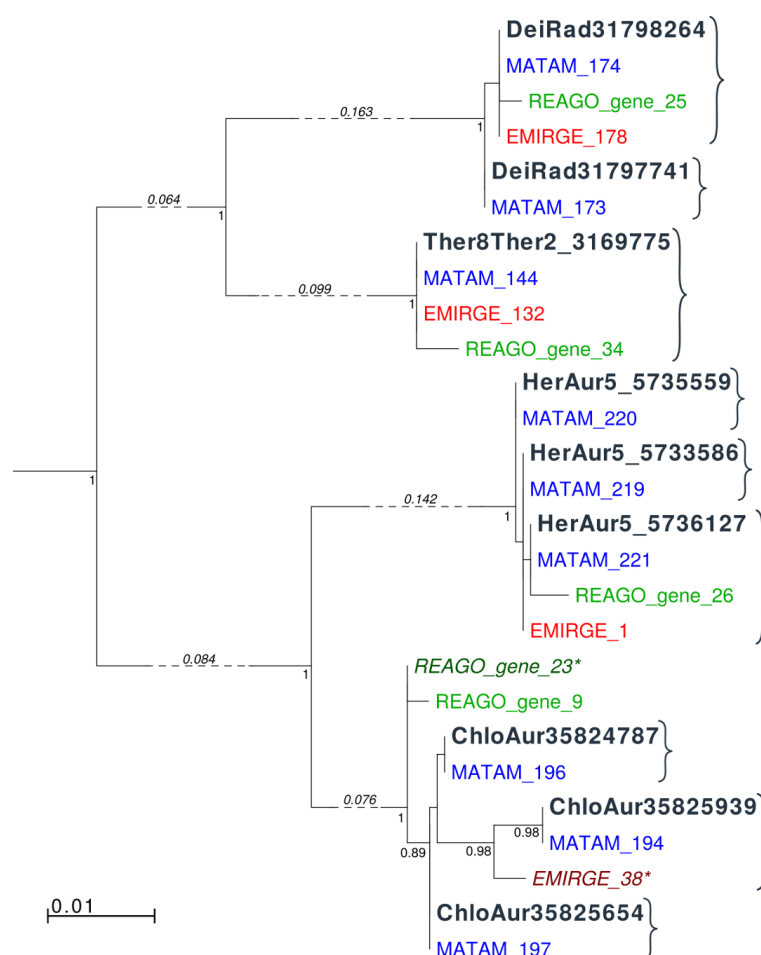 DeiRad31798264
MATAM_174
0.163
REAGO_gene_25
1
EMIRGE_178
DeiRad31797741
0.064
MATAM_173
1
Ther8Ther2_3169775
MATAM_144
0.099
1
EMIRGE_132
REAGO_gene_34
HerAur5_5735559
MATAM_220
HerAur5_5733586
1
MATAM_219
0.142
1
HerAur5_5736127
MATAM_221
REAGO_gene_26
EMIRGE_1
0.084
REAGO_gene_23*
1
REAGO_gene_9
ChloAur35824787
MATAM_196
0.076
ChloAur35825939
1
0.98
MATAM_194
0.89
0.98
EMIRGE_38*
0.01
ChloAur35825654
MATAM_197